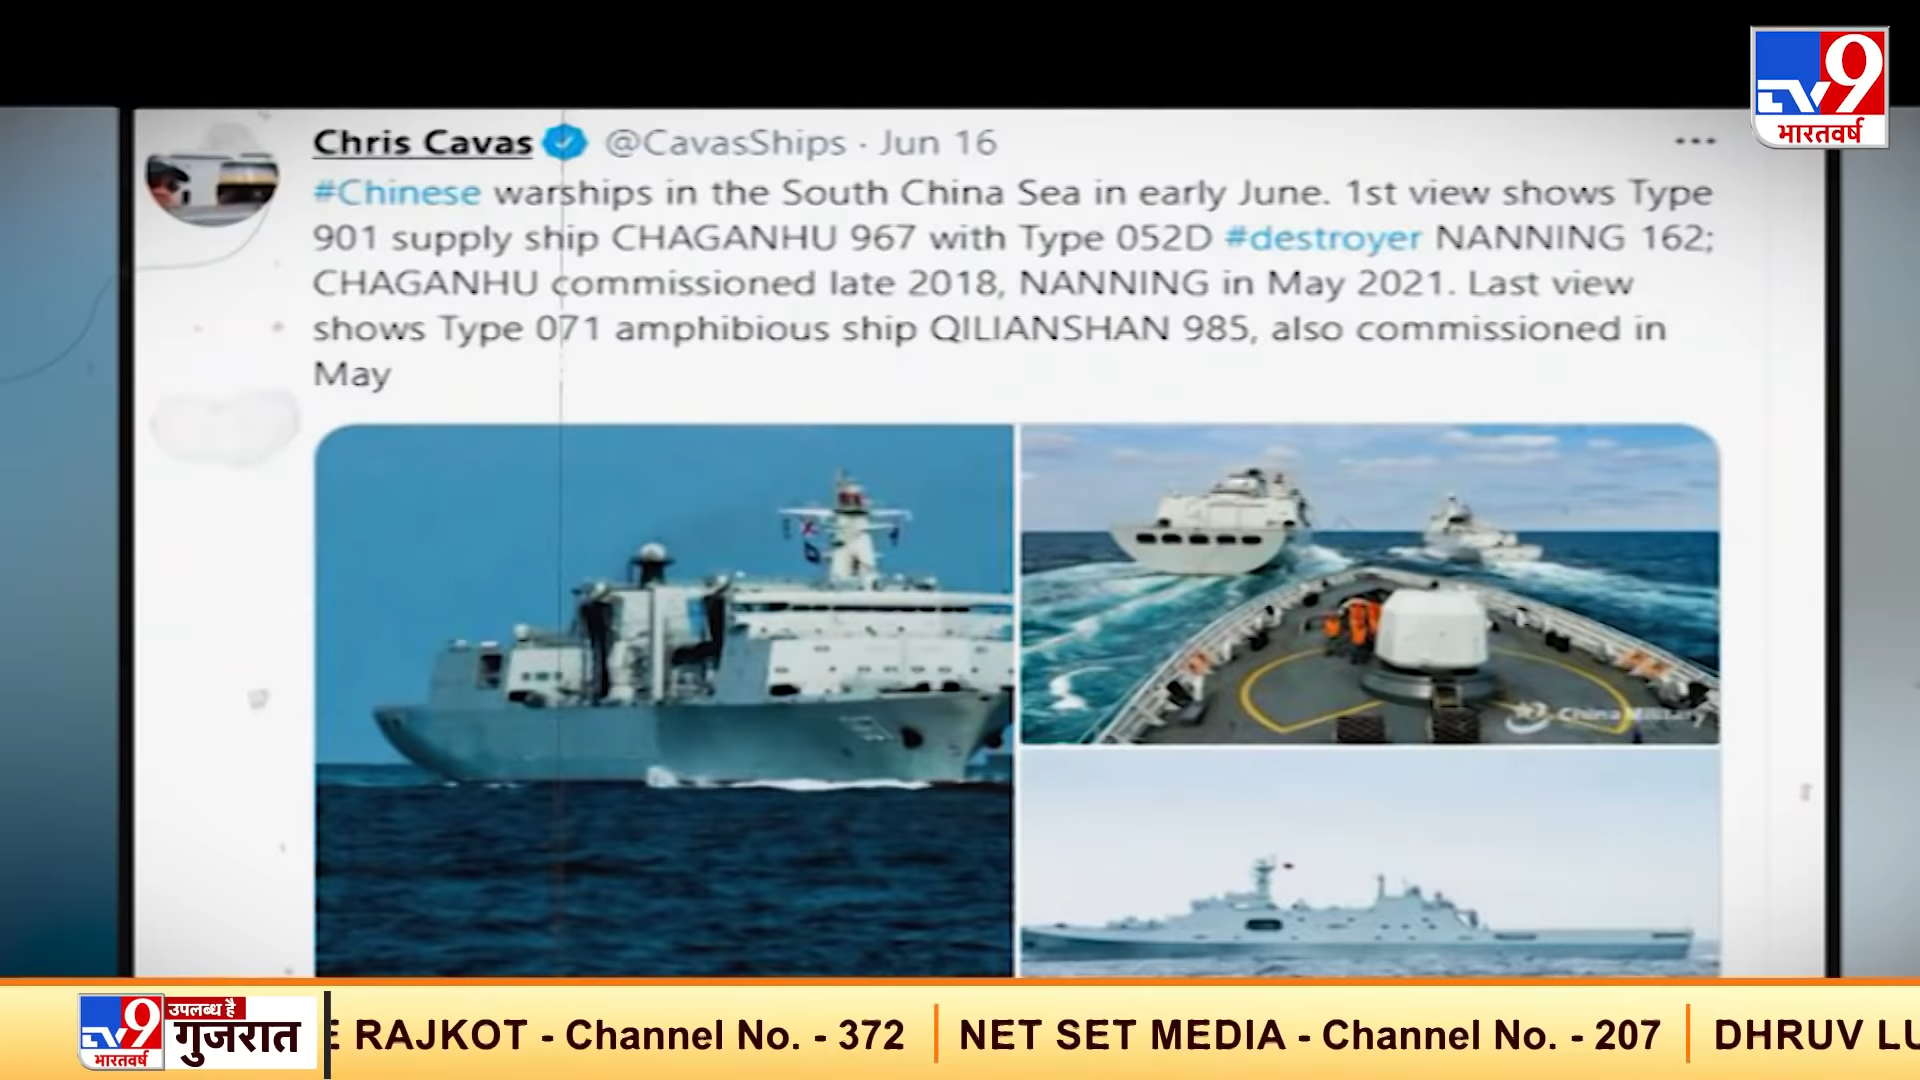 TV9
भारतवर्ष
Chris Cavas @CavasShips · Jun 16
#Chinese warships in the South China Sea in early June. 1st view shows Type
901 supply ship CHAGANHU 967 with Type 052D #destroyer NANNING 162;
CHAGANHU commissioned late 2018, NANNING in May 2021. Last view
shows Type 071 amphibious ship QILIANSHAN 985, also commissioned in
May
China Military
TV9
भारतवर्ष
उपलब्ध है
गुजरात
E RAJKOT - Channel No. - 372 | NET SET MEDIA - Channel No. - 207 | DHRUV LU